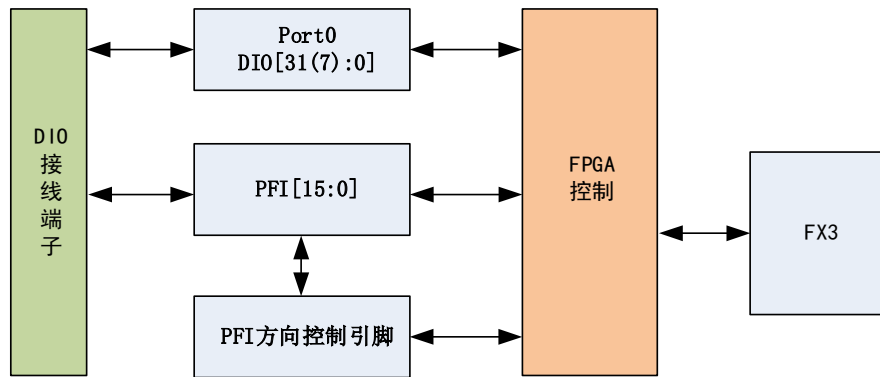 DIO
接
线
端
子
Port0
DIO[31(7):0]
PFI[15:0]
PFI方向控制引脚
FPGA
控制
FX3